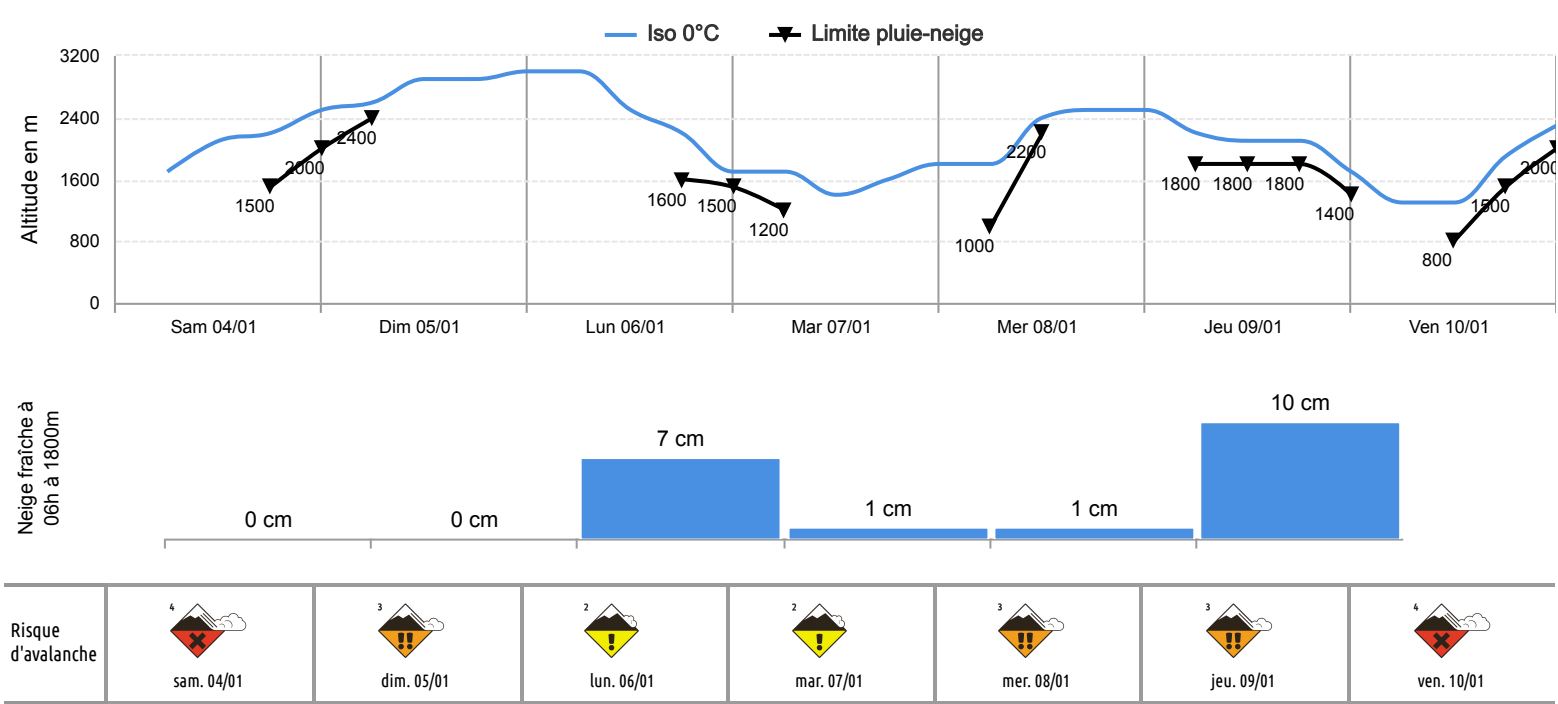 Iso 0°C Limite pluie-neige
Altitude en m
3200
2400
1600
800
0
1500
2000
2400
1600
1500
1200
1000
2200
1800
1800
1800
1400
800
1500
2000
Sam 04/01 Dim 05/01 Lun 06/01 Mar 07/01 Mer 08/01 Jeu 09/01 Ven 10/01
Neige fraîche à
06h à 1800m
0 cm 0 cm 7 cm 1 cm 1 cm 10 cm
Risque
d'avalanche
4 3 2 2 3 3 4
sam. 04/01 dim. 05/01 lun. 06/01 mar. 07/01 mer. 08/01 jeu. 09/01 ven. 10/01